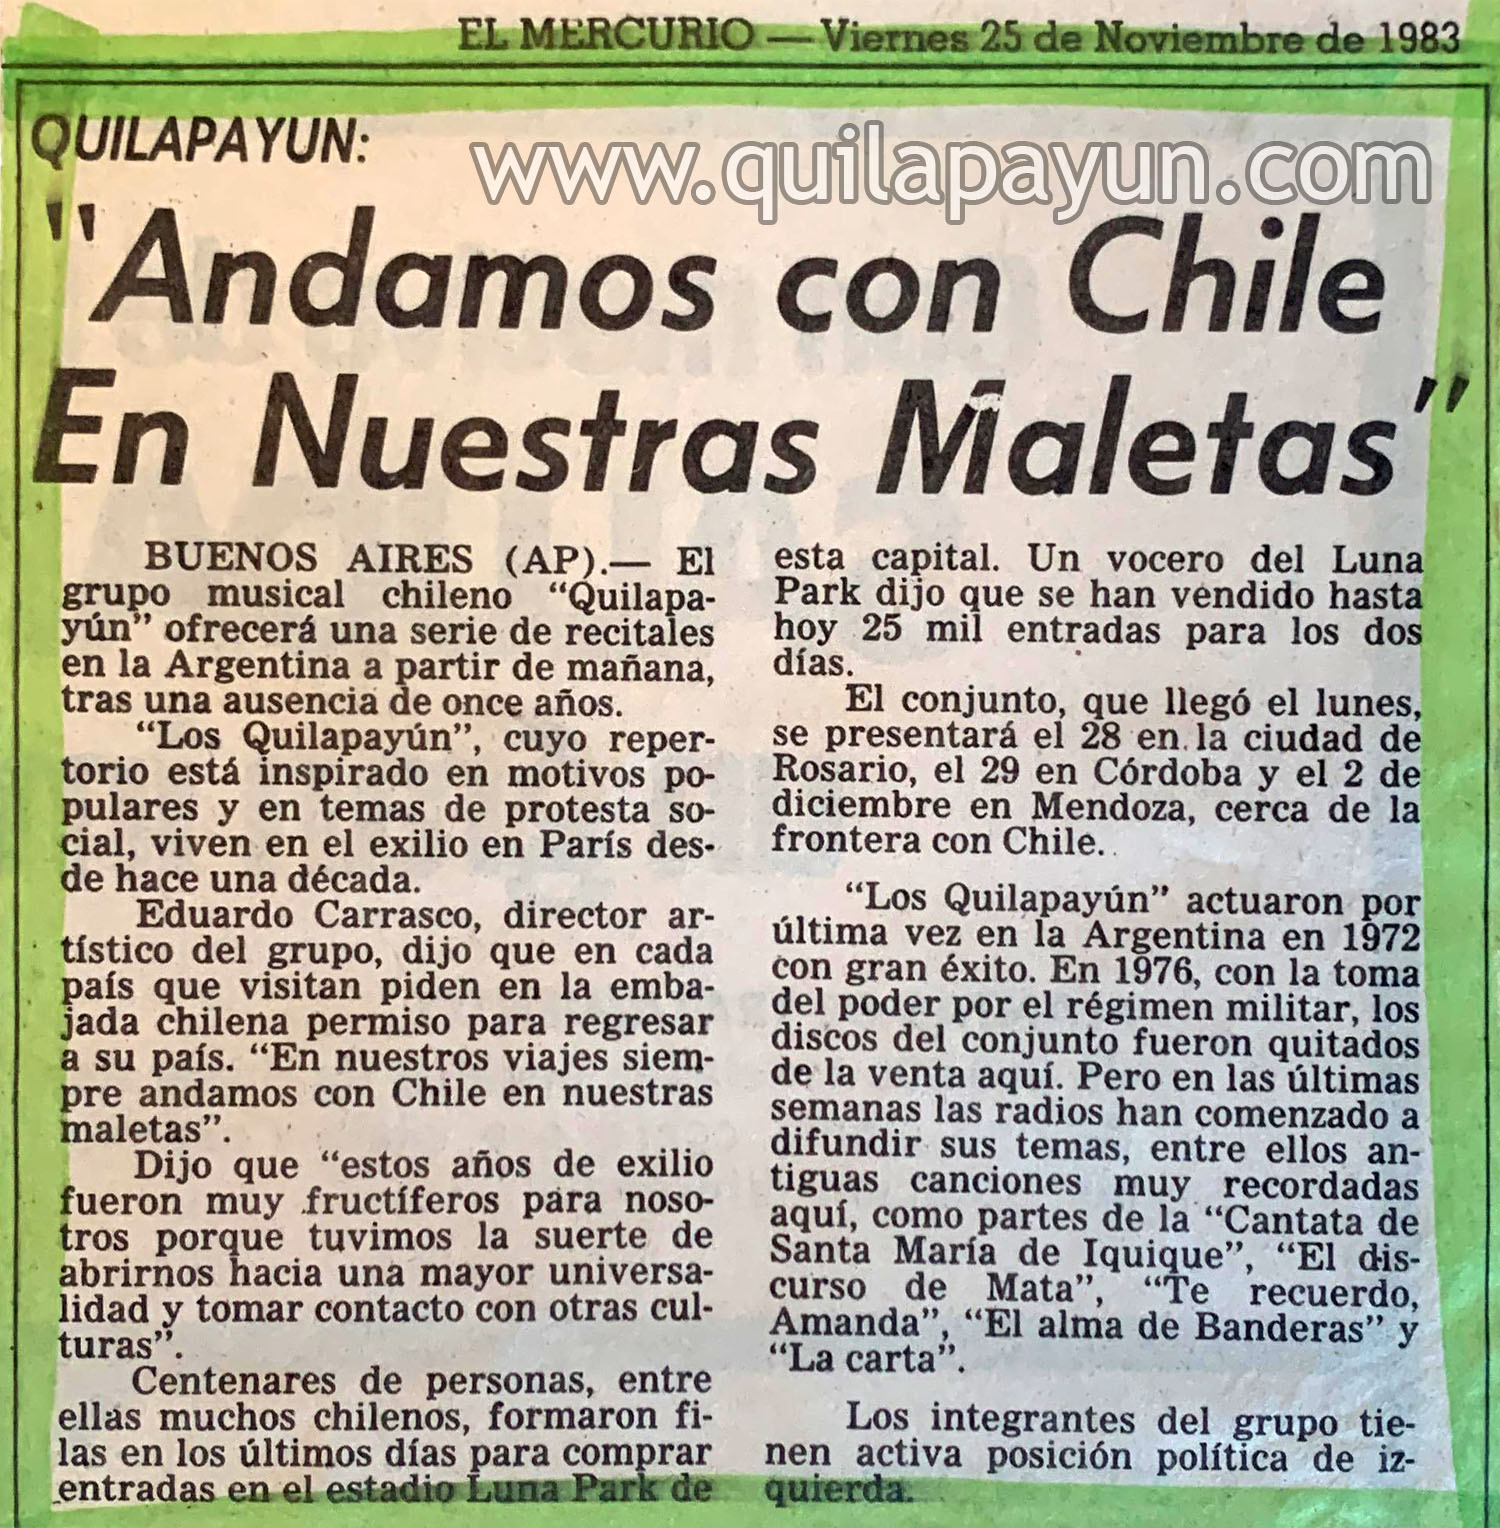 EL MERCURIO — Viernes 25 de Noviembre de 1983
QUILAPAYUN:
www.quilapayun.com
"Andamos con Chile
En Nuestras Maletas"
BUENOS AIRES (AP).— El
grupo musical chileno “Quilapa-
yún” ofrecerá una serie de recitales
en la Argentina a partir de mañana,
tras una ausencia de once años.
“Los Quilapayún”, cuyo reper-
torio está inspirado en motivos po-
pulares y en temas de protesta so-
cial, viven en el exilio en París des-
de hace una década.
Eduardo Carrasco, director ar-
tístico del grupo, dijo que en cada
país que visitan piden en la emba-
jada chilena permiso para regresar
a su país. “En nuestros viajes siem-
pre andamos con Chile en nuestras
maletas”.
Dijo que “estos años de exilio
fueron muy fructíferos para noso-
tros porque tuvimos la suerte de
abrirnos hacia una mayor universa-
lidad y tomar contacto con otras cul-
turas”.
Centenares de personas, entre
ellas muchos chilenos, formaron fi-
las en los últimos días para comprar
entradas en el estadio Luna Park de
esta capital. Un vocero del Luna
Park dijo que se han vendido hasta
hoy 25 mil entradas para los dos
días.
El conjunto, que llegó el lunes,
se presentará el 28 en la ciudad de
Rosario, el 29 en Córdoba y el 2 de
diciembre en Mendoza, cerca de la
frontera con Chile.
“Los Quilapayún” actuaron por
última vez en la Argentina en 1972
con gran éxito. En 1976, con la toma
del poder por el régimen militar, los
discos del conjunto fueron quitados
de la venta aquí. Pero en las últimas
semanas las radios han comenzado a
difundir sus temas, entre ellos an-
tiguas canciones muy recordadas
aquí, como partes de la “Cantata de
Santa María de Iquique”, “El dis-
curso de Mata”, “Te recuerdo,
Amanda”, “El alma de Banderas” y
“La carta”.
Los integrantes del grupo tie-
nen activa posición política de iz-
quierda.